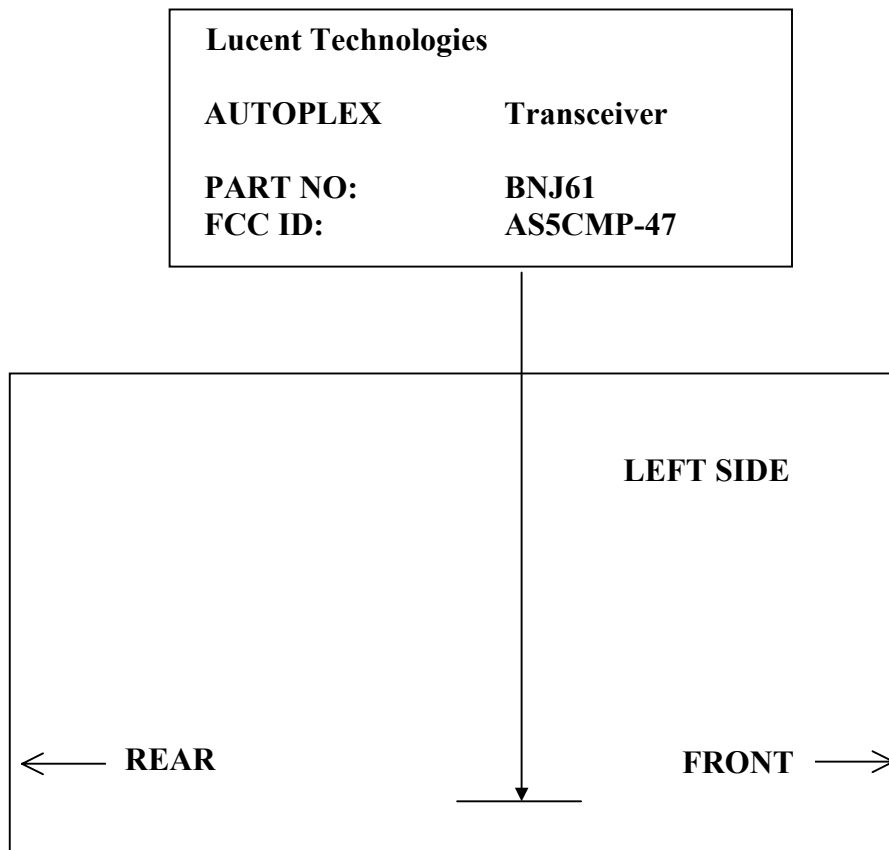 Lucent Technologies
AUTOPLEX Transceiver
PART NO: BNJ61
FCC ID: AS5CMP-47
LEFT SIDE
REAR FRONT